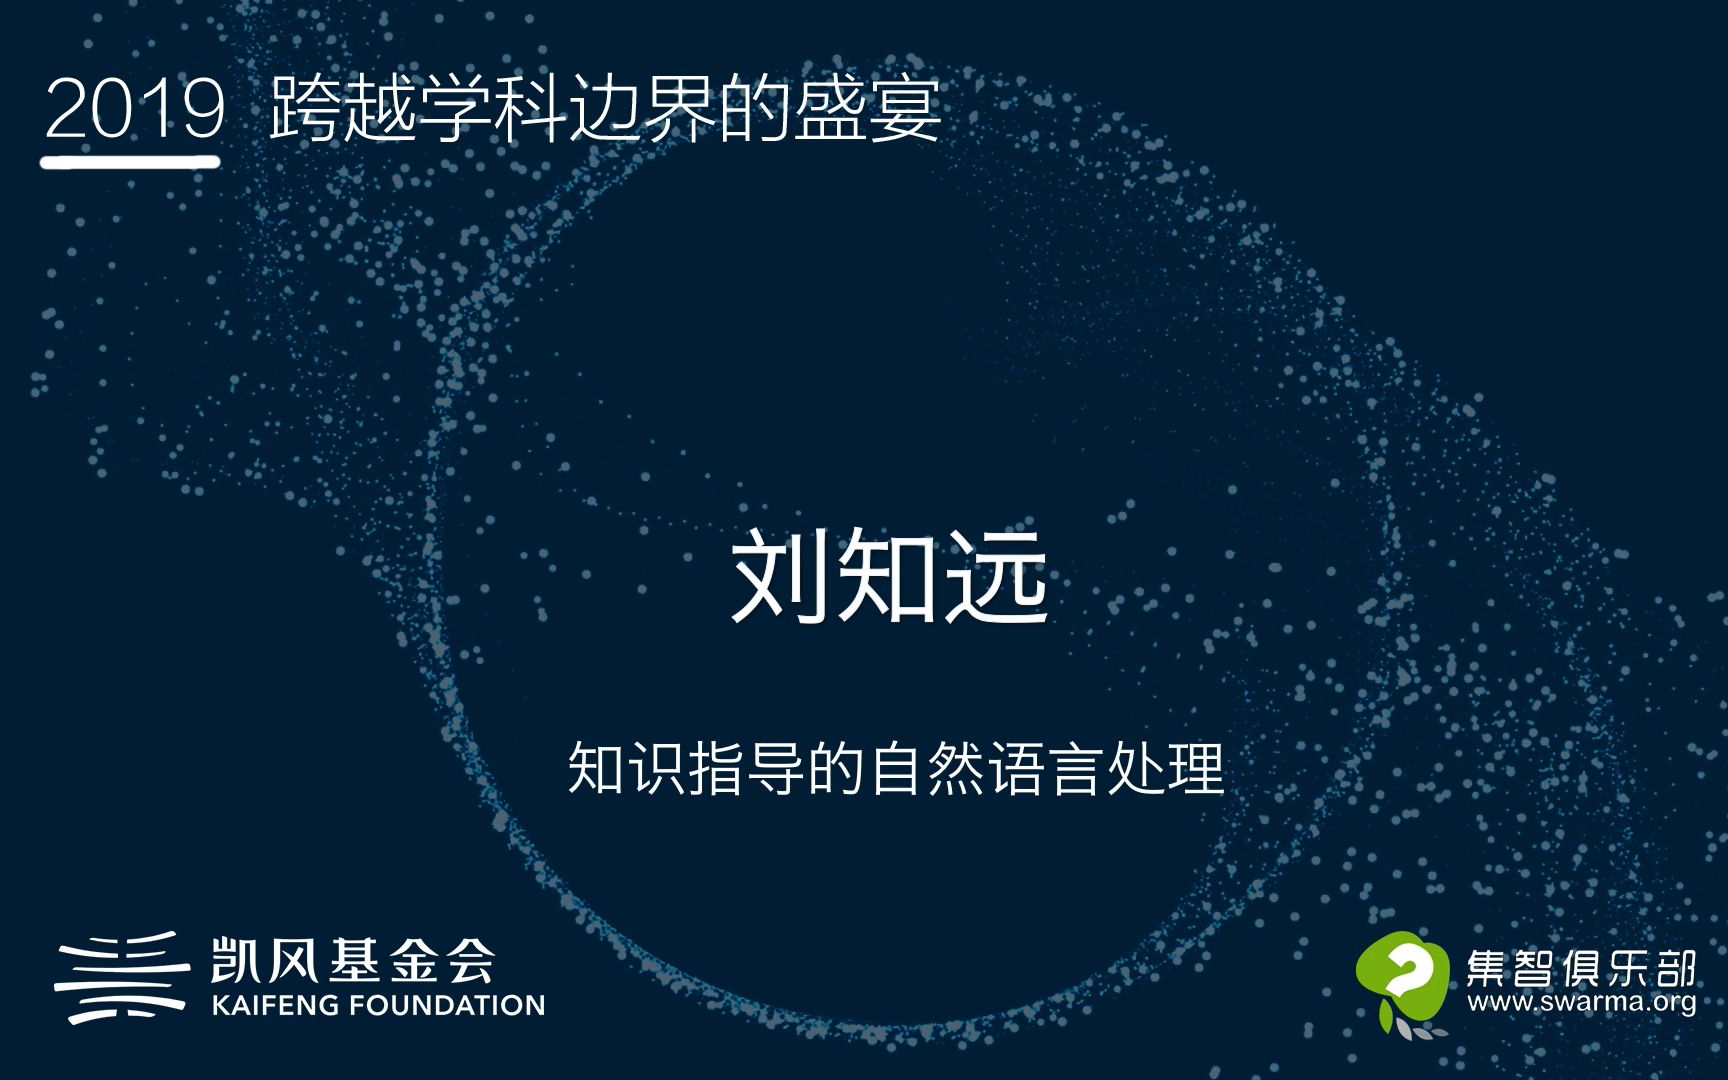 2019 跨越学科边界的盛宴
刘知远
知识指导的自然语言处理
凯风基金会
KAIFENG FOUNDATION
集智俱乐部
www.swarma.org